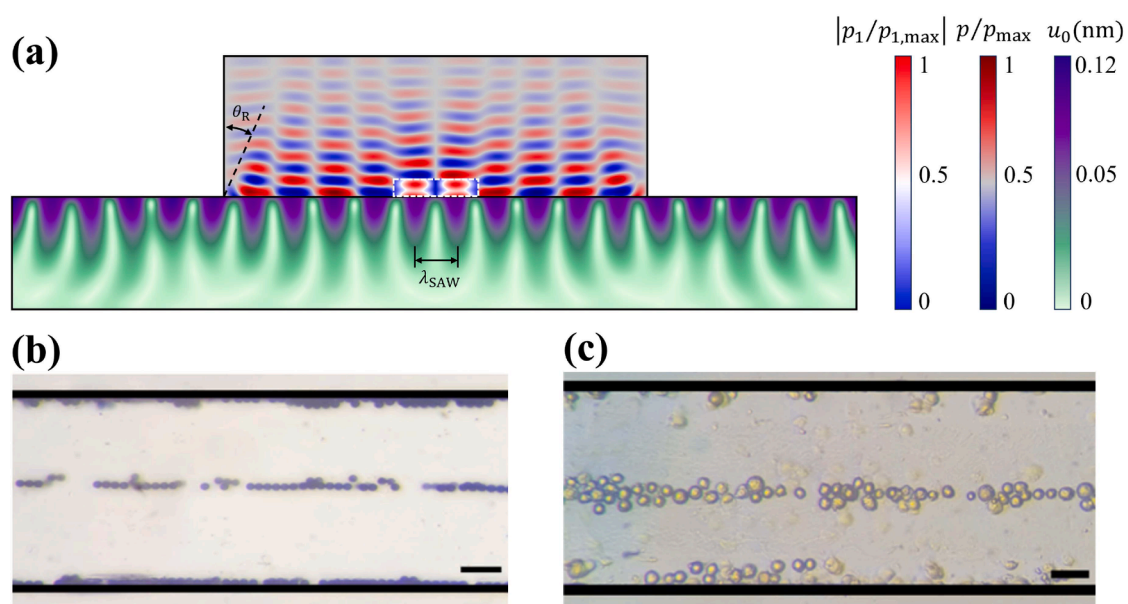 (a)
|p₁/p₁,max| p/pmax u₀(nm)
1 1 0.12
θR
0.5 0.5 0.05
λSAW
0 0 0
(b) (c)